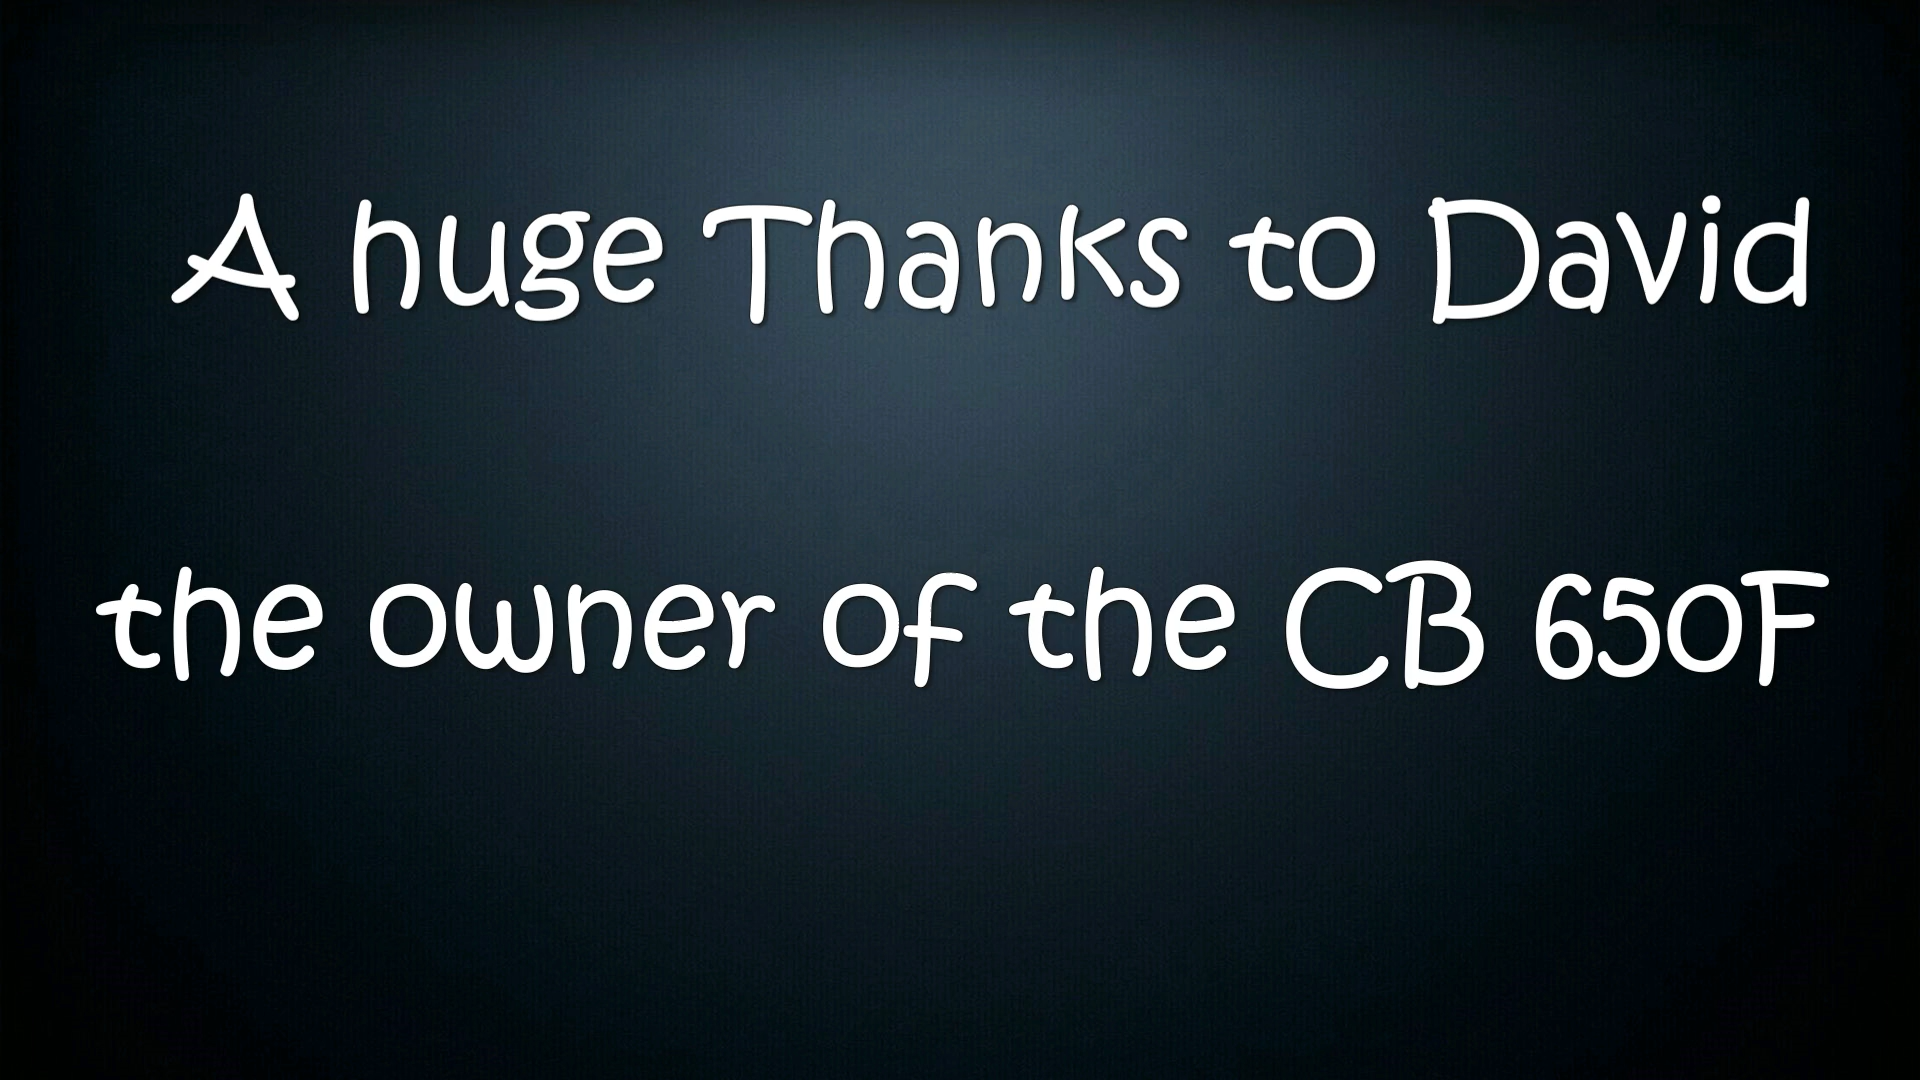 A huge Thanks to David
the owner of the CB 650F